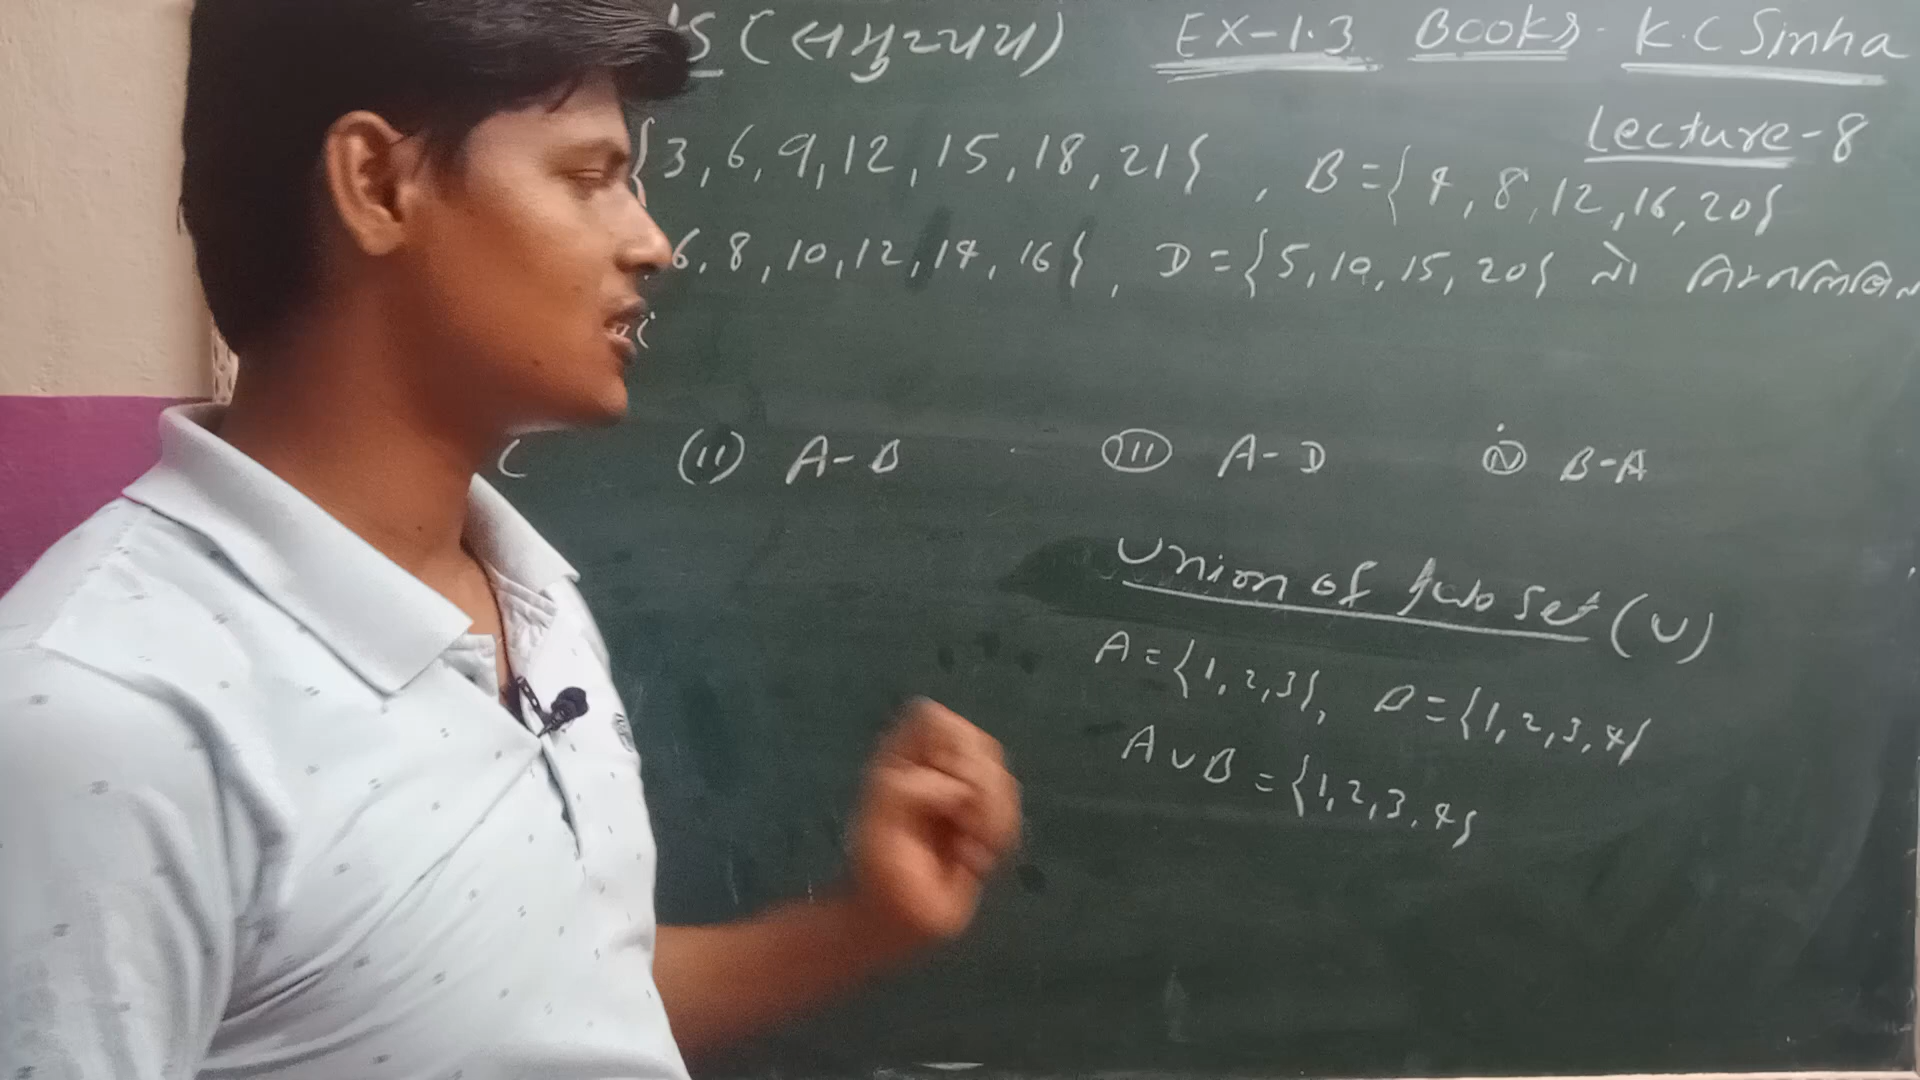 'S (समुच्चय) EX-1.3 Books- K.C Sinha
Lecture-8
{3,6,9,12,15,18,21}, B={4,8,12,16,20}
6,8,10,12,14,16}, D={5,10,15,20} तो
C (ii) A-B (iii) A-D (iv) B-A
Union of two set (∪)
A={1,2,3}, B={1,2,3,4}
A∪B={1,2,3,4}